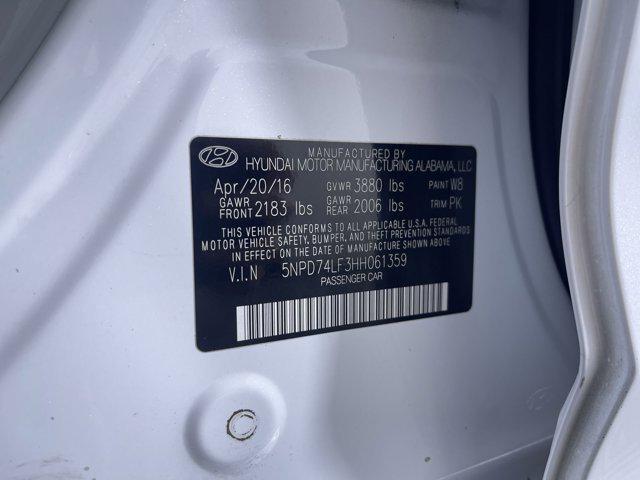 MANUFACTURED BY
HYUNDAI MOTOR MANUFACTURING ALABAMA, LLC
Apr/20/16 GVWR 3880 lbs PAINT W8
GAWR FRONT 2183 lbs GAWR REAR 2006 lbs TRIM PK
THIS VEHICLE CONFORMS TO ALL APPLICABLE U.S.A. FEDERAL
MOTOR VEHICLE SAFETY, BUMPER, AND THEFT PREVENTION STANDARDS
IN EFFECT ON THE DATE OF MANUFACTURE SHOWN ABOVE.
V.I.N 5NPD74LF3HH061359
PASSENGER CAR